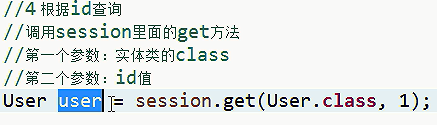 //4 根据id查询
//调用session里面的get方法
//第一个参数：实体类的class
//第二个参数：id值
User user = session.get(User.class, 1);